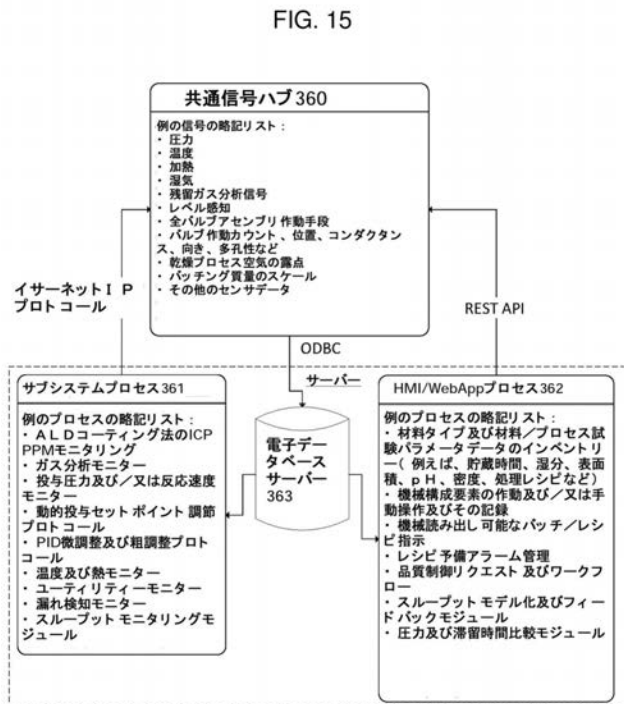 FIG. 15
共通信号ハブ360
例の信号の略記リスト：
・圧力
・温度
・加熱
・湿気
・残留ガス分析信号
・レベル感知
・全バルブアセンブリ作動手段
・バルブ作動カウント、位置、コンダクタン
ス、向き、多孔性など
・乾燥プロセス空気の露点
・バッチング質量のスケール
・その他のセンサデータ
イサーネットＩＰ
プロトコール
REST API
ODBC
サーバー
サブシステムプロセス361
例のプロセスの略記リスト：
・ＡＬＤコーティング法のICP
PPMモニタリング
・ガス分析モニター
・投与圧力及び／又は反応速度
モニター
・動的投与セットポイント調節
プロトコール
・PID微調整及び粗調整プロト
コール
・温度及び熱モニター
・ユーティリティーモニター
・漏れ検知モニター
・スループットモニタリングモ
ジュール
電子デー
タベース
サーバー
363
HMI/WebAppプロセス362
例のプロセスの略記リスト：
・材料タイプ及び材料／プロセス試
験パラメータデータのインベントリ
ー（例えば、貯蔵時間、湿分、表面
積、ｐＨ、密度、処理レシピなど）
・機械構成要素の作動及び/又は手
動操作及びその記録
・機械読み出し可能なバッチ／レシ
ピ指示
・レシピ予備アラーム管理
・品質制御リクエスト及びワークフ
ロー
・スループットモデル化及びフィー
ドバックモジュール
・圧力及び滞留時間比較モジュール